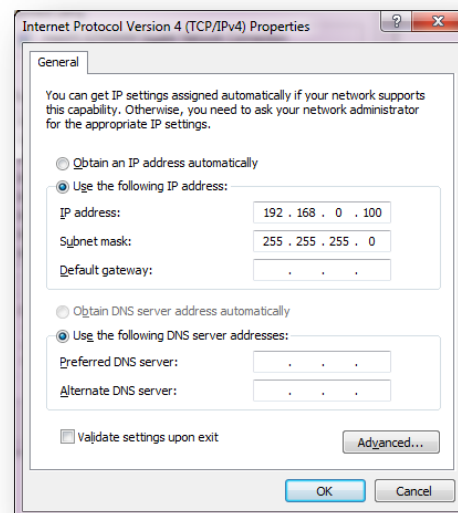 Internet Protocol Version 4 (TCP/IPv4) Properties
General
You can get IP settings assigned automatically if your network supports
this capability. Otherwise, you need to ask your network administrator
for the appropriate IP settings.
Obtain an IP address automatically
Use the following IP address:
IP address: 192 . 168 . 0 . 100
Subnet mask: 255 . 255 . 255 . 0
Default gateway: . . .
Obtain DNS server address automatically
Use the following DNS server addresses:
Preferred DNS server: . . .
Alternate DNS server: . . .
Validate settings upon exit
Advanced...
OK Cancel